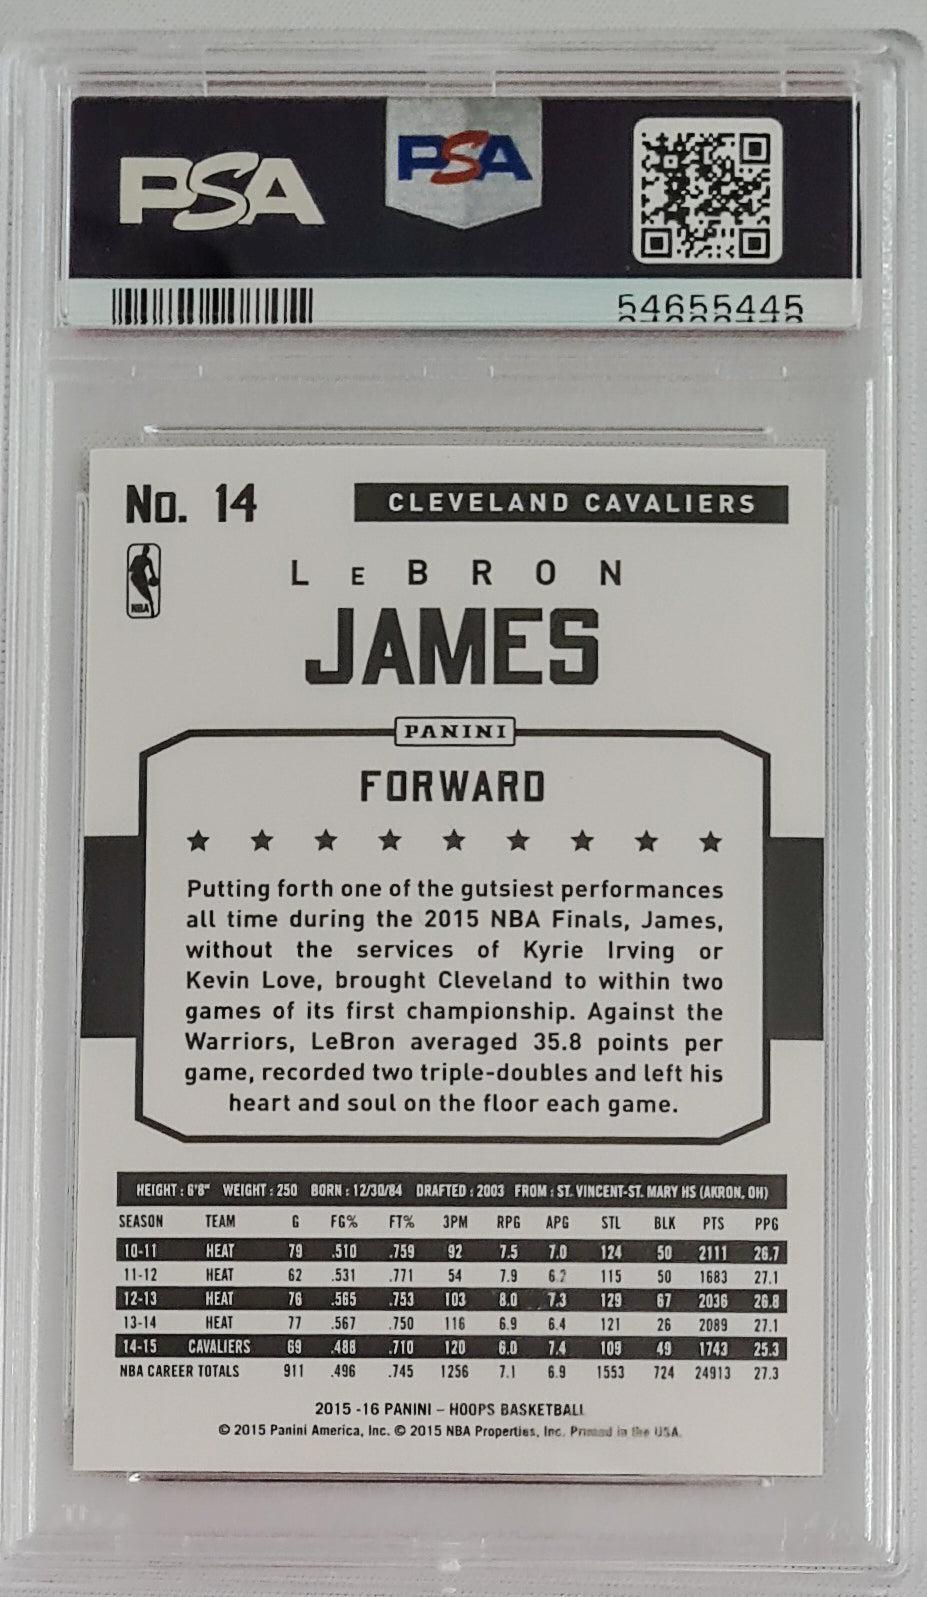 PSA PSA
54655445
No. 14 CLEVELAND CAVALIERS
NBA
LeBRON
JAMES
PANINI
FORWARD
Putting forth one of the gutsiest performances
all time during the 2015 NBA Finals, James,
without the services of Kyrie Irving or
Kevin Love, brought Cleveland to within two
games of its first championship. Against the
Warriors, LeBron averaged 35.8 points per
game, recorded two triple-doubles and left his
heart and soul on the floor each game.
HEIGHT : 6'8" WEIGHT : 250 BORN : 12/30/84 DRAFTED : 2003 FROM : ST. VINCENT-ST. MARY HS (AKRON, OH)
SEASON TEAM G FG% FT% 3PM RPG APG STL BLK PTS PPG
10-11 HEAT 79 .510 .759 92 7.5 7.0 124 50 2111 26.7
11-12 HEAT 62 .531 .771 54 7.9 6.2 115 50 1683 27.1
12-13 HEAT 76 .565 .753 103 8.0 7.3 129 67 2036 26.8
13-14 HEAT 77 .567 .750 116 6.9 6.4 121 26 2089 27.1
14-15 CAVALIERS 69 .488 .710 120 6.0 7.4 109 49 1743 25.3
NBA CAREER TOTALS 911 .496 .745 1256 7.1 6.9 1553 724 24913 27.3
2015 -16 PANINI – HOOPS BASKETBALL
© 2015 Panini America, Inc. © 2015 NBA Properties, Inc. Printed in the USA.